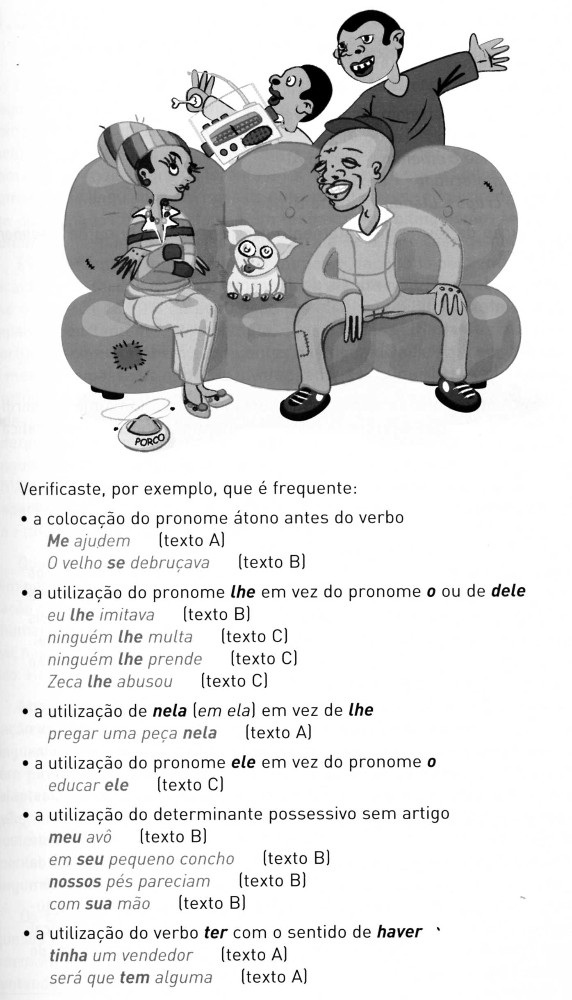 PORCO
Verificaste, por exemplo, que é frequente:
• a colocação do pronome átono antes do verbo
Me ajudem (texto A)
O velho se debruçava (texto B)
• a utilização do pronome lhe em vez do pronome o ou de dele
eu lhe imitava (texto B)
ninguém lhe multa (texto C)
ninguém lhe prende (texto C)
Zeca lhe abusou (texto C)
• a utilização de nela (em ela) em vez de lhe
pregar uma peça nela (texto A)
• a utilização do pronome ele em vez do pronome o
educar ele (texto C)
• a utilização do determinante possessivo sem artigo
meu avô (texto B)
em seu pequeno concho (texto B)
nossos pés pareciam (texto B)
com sua mão (texto B)
• a utilização do verbo ter com o sentido de haver
tinha um vendedor (texto A)
será que tem alguma (texto A)